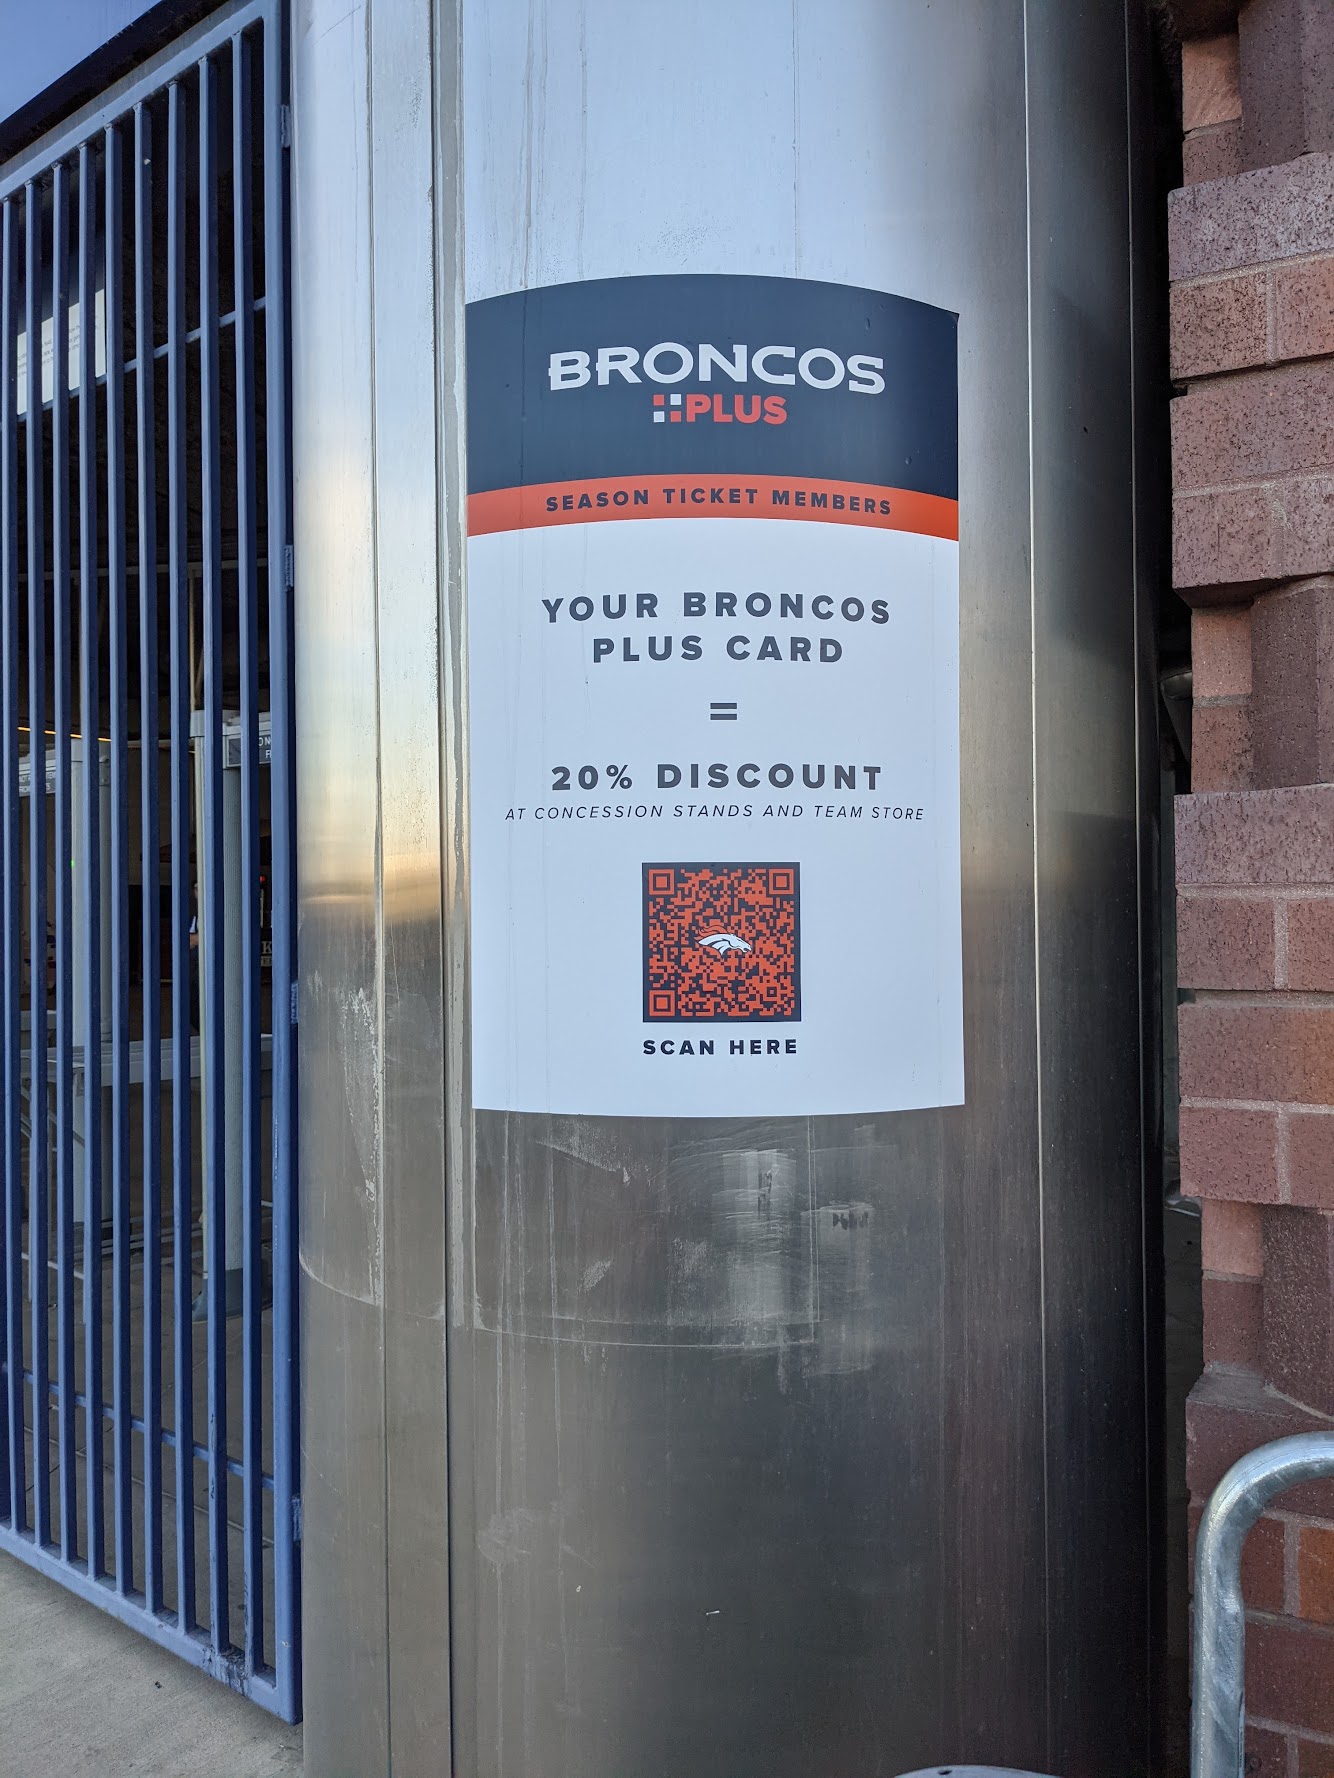 BRONCOS
PLUS
SEASON TICKET MEMBERS
YOUR BRONCOS
PLUS CARD
=
20% DISCOUNT
AT CONCESSION STANDS AND TEAM STORE
SCAN HERE